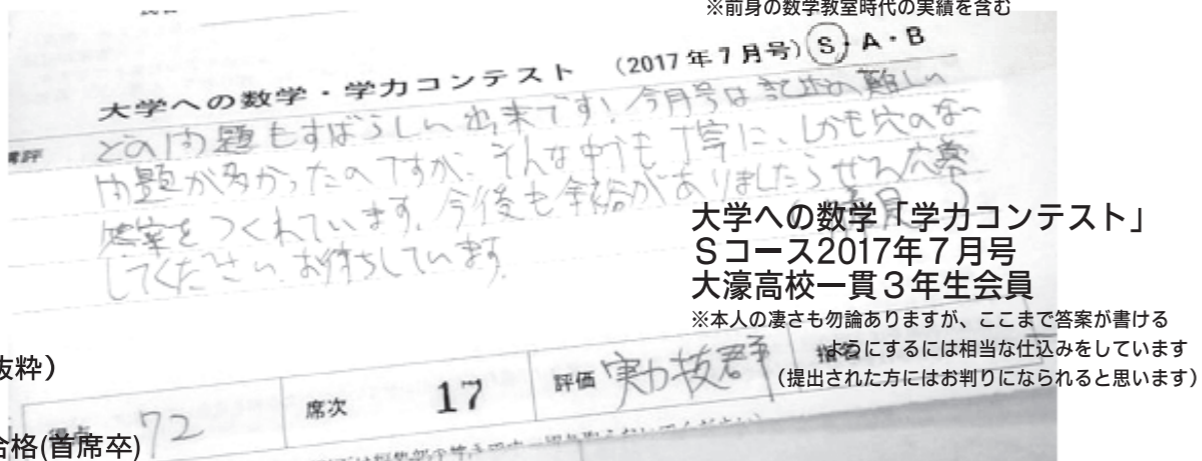 ※前身の数学教室時代の実績を含む
大学への数学・学力コンテスト （2017年7月号）Ⓢ・A・B
講評 どの問題もすばらしい出来です！今月号は記述の難しい
問題が多かったのですが、そんな中でも丁寧に、しかも穴のない
答案をつくれています。今後も余裕がありましたらぜひ応募
してください。お待ちしています。
大学への数学「学力コンテスト」
Ｓコース2017年７月号
大濠高校一貫３年生会員
※本人の凄さも勿論ありますが、ここまで答案が書ける
ようにするには相当な仕込みをしています
（提出された方にはお判りになられると思います）
抜粋）
得点 72 席次 17 評価 実力抜群
合格(首席卒)